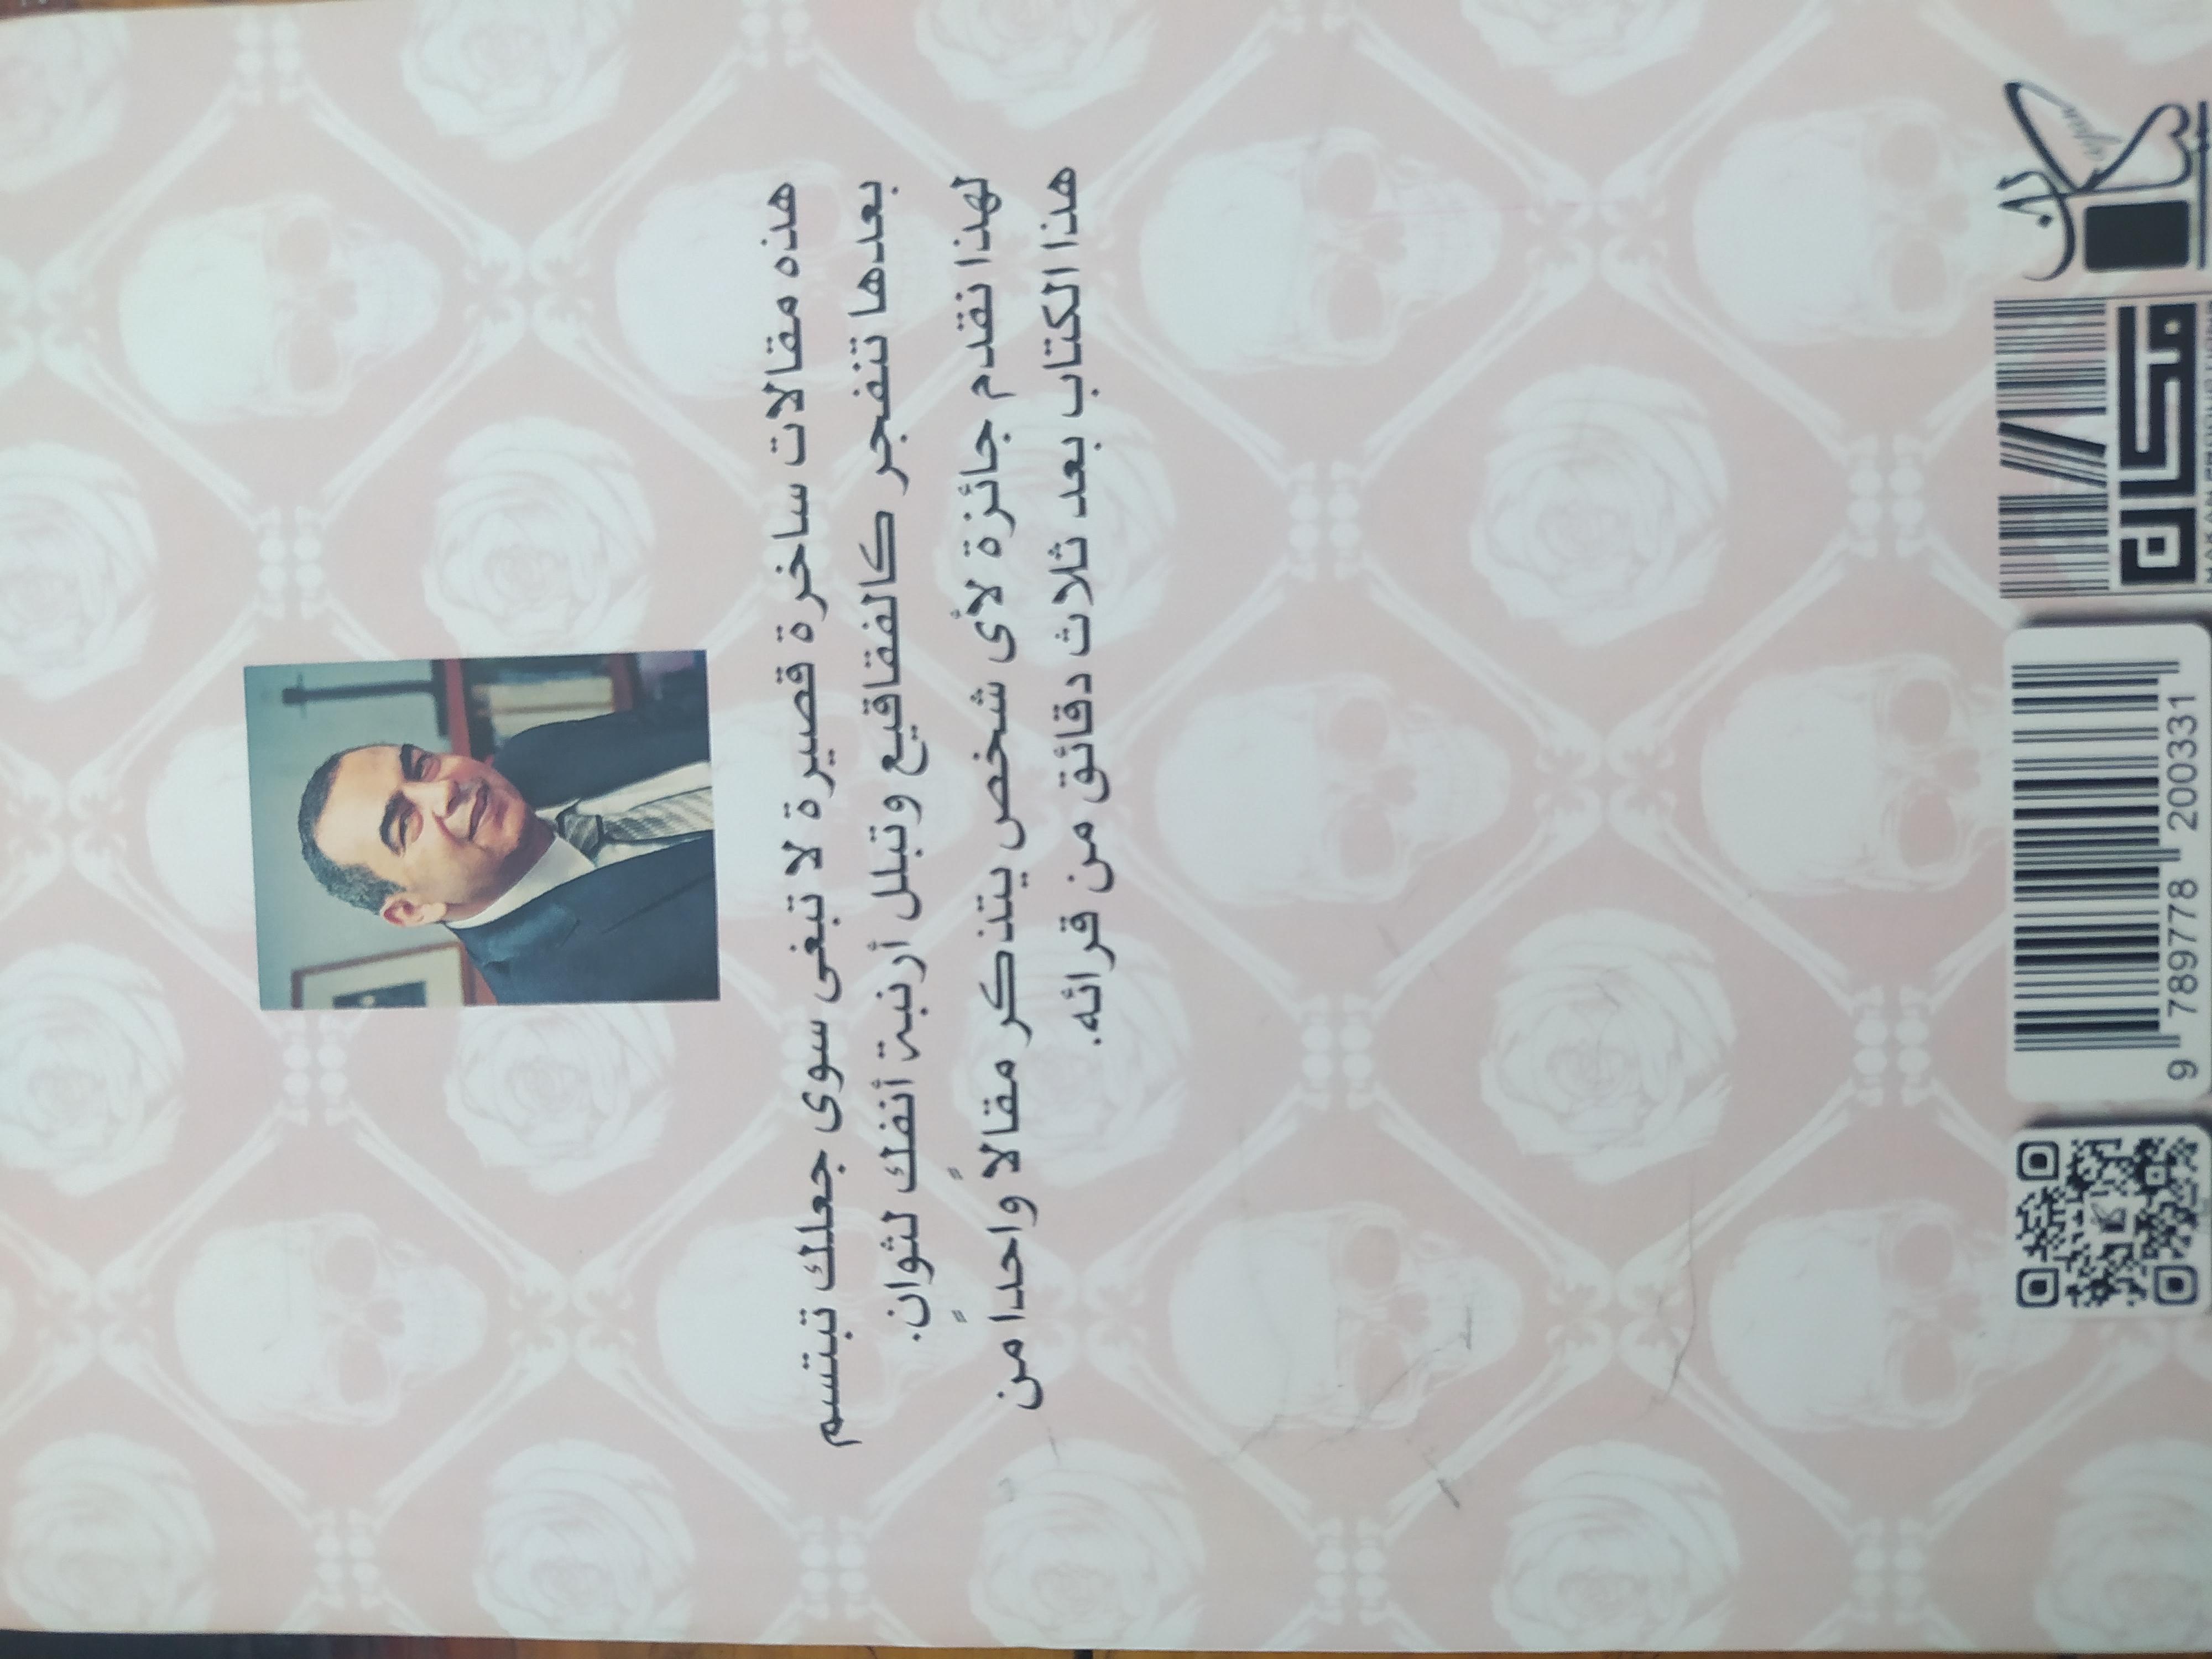 هذه مقالات ساخرة قصيرة لا تبغى سوى جعلك تبتسم
بعدها تنفجر كالفقاقيع وتبلل أرنبة أنفك لثوان.
لهذا نقدم جائزة لأى شخص يتذكر مقالاً واحداً من
هذا الكتاب بعد ثلاث دقائق من قرائه.
كيان
ayan
مكان
MAKAN PRODUCTIONS
9 789778 200331